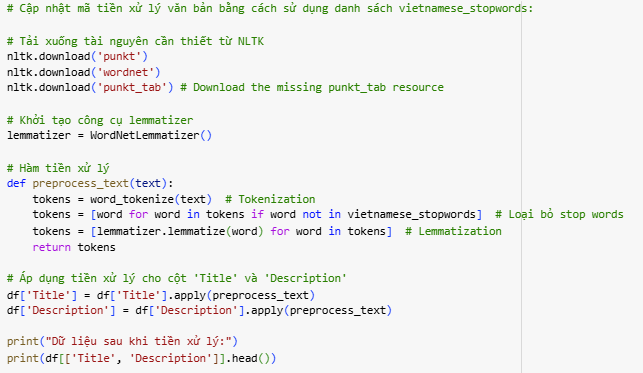 # Cập nhật mã tiền xử lý văn bản bằng cách sử dụng danh sách vietnamese_stopwords:
# Tải xuống tài nguyên cần thiết từ NLTK
nltk.download('punkt')
nltk.download('wordnet')
nltk.download('punkt_tab') # Download the missing punkt_tab resource
# Khởi tạo công cụ lemmatizer
lemmatizer = WordNetLemmatizer()
# Hàm tiền xử lý
def preprocess_text(text):
    tokens = word_tokenize(text)  # Tokenization
    tokens = [word for word in tokens if word not in vietnamese_stopwords]  # Loại bỏ stop words
    tokens = [lemmatizer.lemmatize(word) for word in tokens]  # Lemmatization
    return tokens
# Áp dụng tiền xử lý cho cột 'Title' và 'Description'
df['Title'] = df['Title'].apply(preprocess_text)
df['Description'] = df['Description'].apply(preprocess_text)
print("Dữ liệu sau khi tiền xử lý:")
print(df[['Title', 'Description']].head())